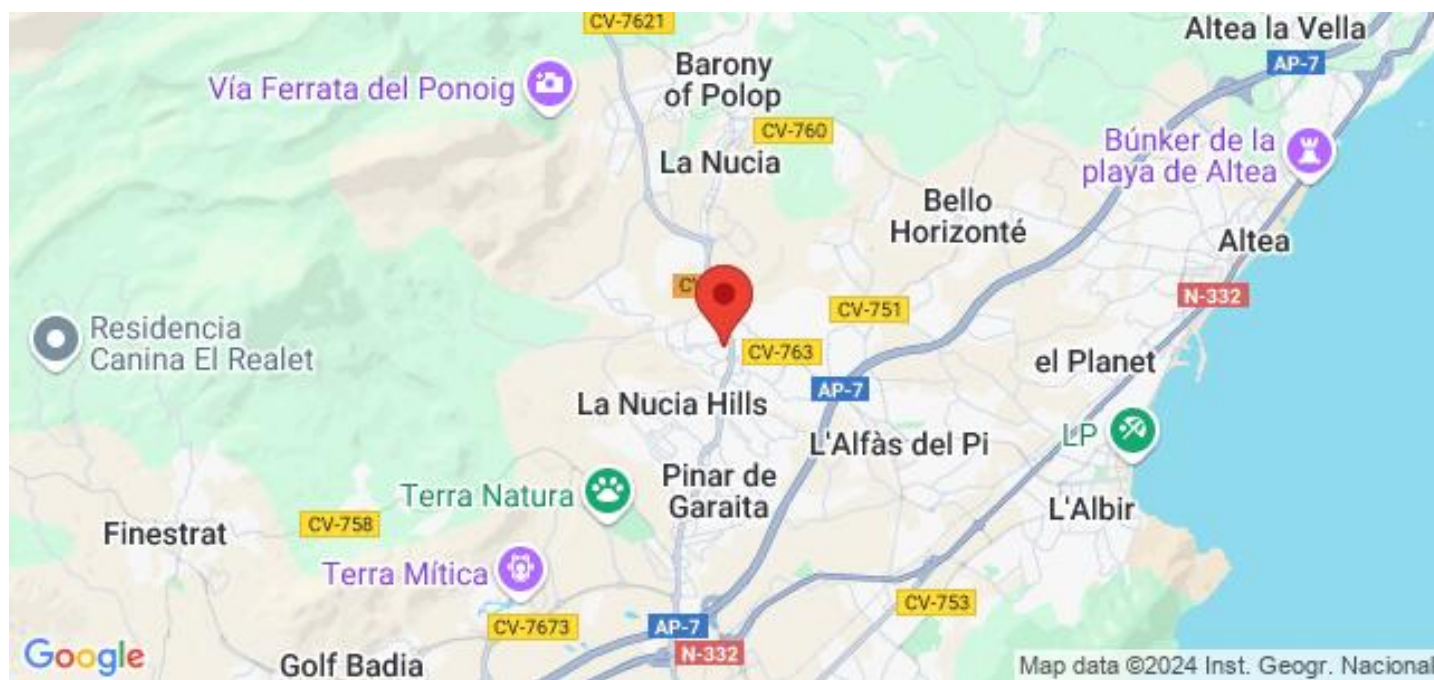 CV-7621
Altea la Vella
AP-7
Barony
of Polop
Vía Ferrata del Ponoig
CV-760
Búnker de la
playa de Altea
La Nucia
Bello
Horizonté
Altea
N-332
CV-751
Residencia
Canina El Realet
CV-763
el Planet
AP-7
La Nucia Hills
LP
L'Alfàs del Pi
Pinar de
Garaita
Terra Natura
L'Albir
CV-758
Finestrat
Terra Mítica
CV-753
CV-7673
AP-7
N-332
Google
Golf Badia
Map data ©2024 Inst. Geogr. Nacional